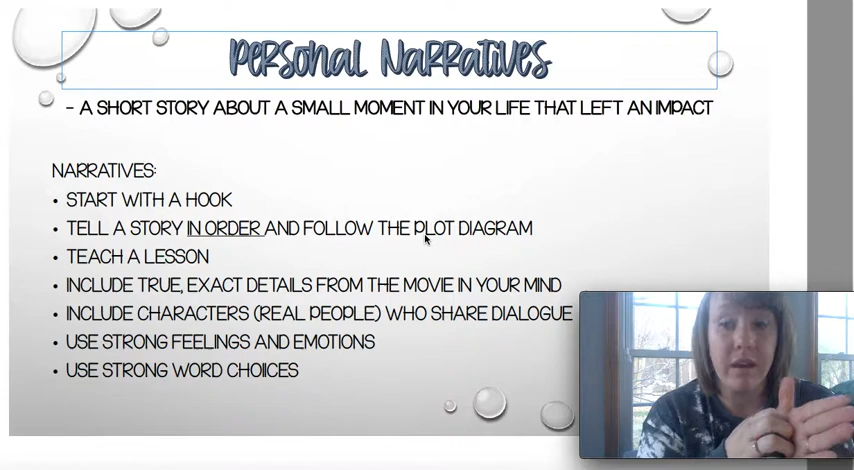 Personal Narratives
- A SHORT STORY ABOUT A SMALL MOMENT IN YOUR LIFE THAT LEFT AN IMPACT
NARRATIVES:
• START WITH A HOOK
• TELL A STORY IN ORDER AND FOLLOW THE PLOT DIAGRAM
• TEACH A LESSON
• INCLUDE TRUE, EXACT DETAILS FROM THE MOVIE IN YOUR MIND
• INCLUDE CHARACTERS (REAL PEOPLE) WHO SHARE DIALOGUE
• USE STRONG FEELINGS AND EMOTIONS
• USE STRONG WORD CHOICES